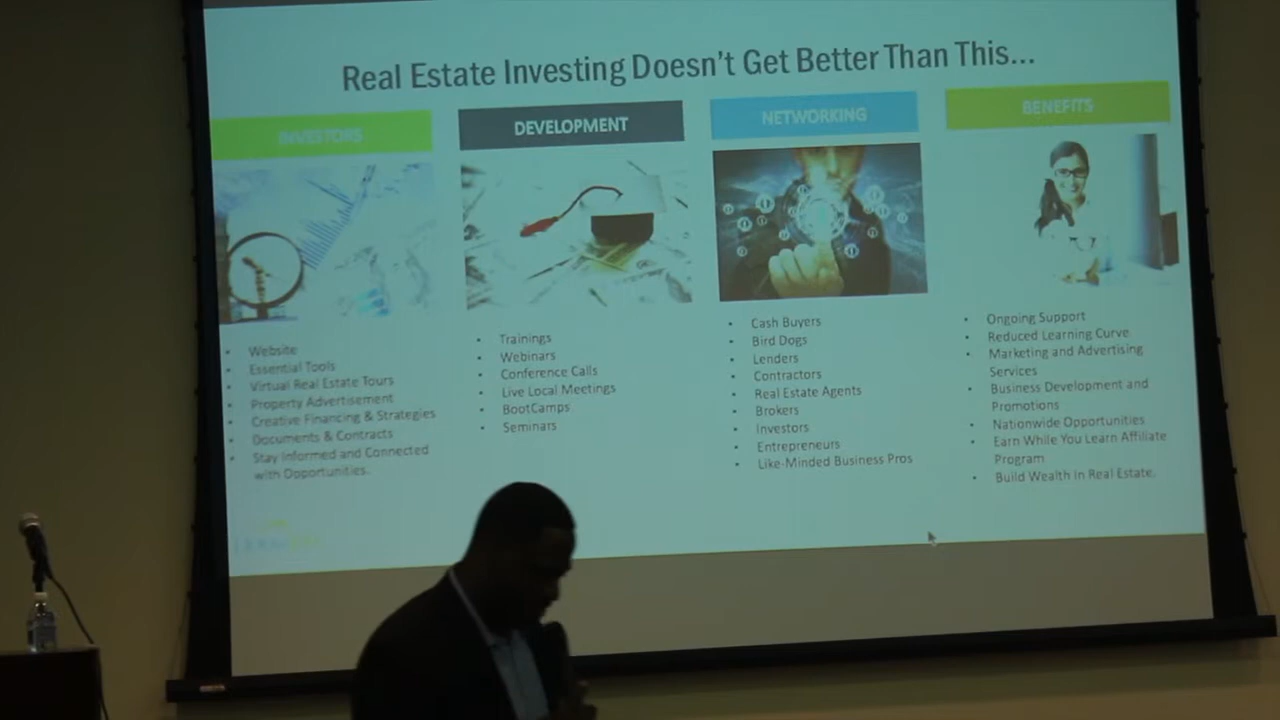 Real Estate Investing Doesn't Get Better Than This...
INVESTORS
• Website
• Essential Tools
• Virtual Real Estate Tours
• Property Advertisement
• Creative Financing & Strategies
• Documents & Contracts
• Stay Informed and Connected
with Opportunities.
DEVELOPMENT
• Trainings
• Webinars
• Conference Calls
• Live Local Meetings
• BootCamps
• Seminars
NETWORKING
• Cash Buyers
• Bird Dogs
• Lenders
• Contractors
• Real Estate Agents
• Brokers
• Investors
• Entrepreneurs
• Like-Minded Business Pros
BENEFITS
• Ongoing Support
• Reduced Learning Curve
• Marketing and Advertising
Services
• Business Development and
Promotions
• Nationwide Opportunities
• Earn While You Learn Affiliate
Program
• Build Wealth In Real Estate.